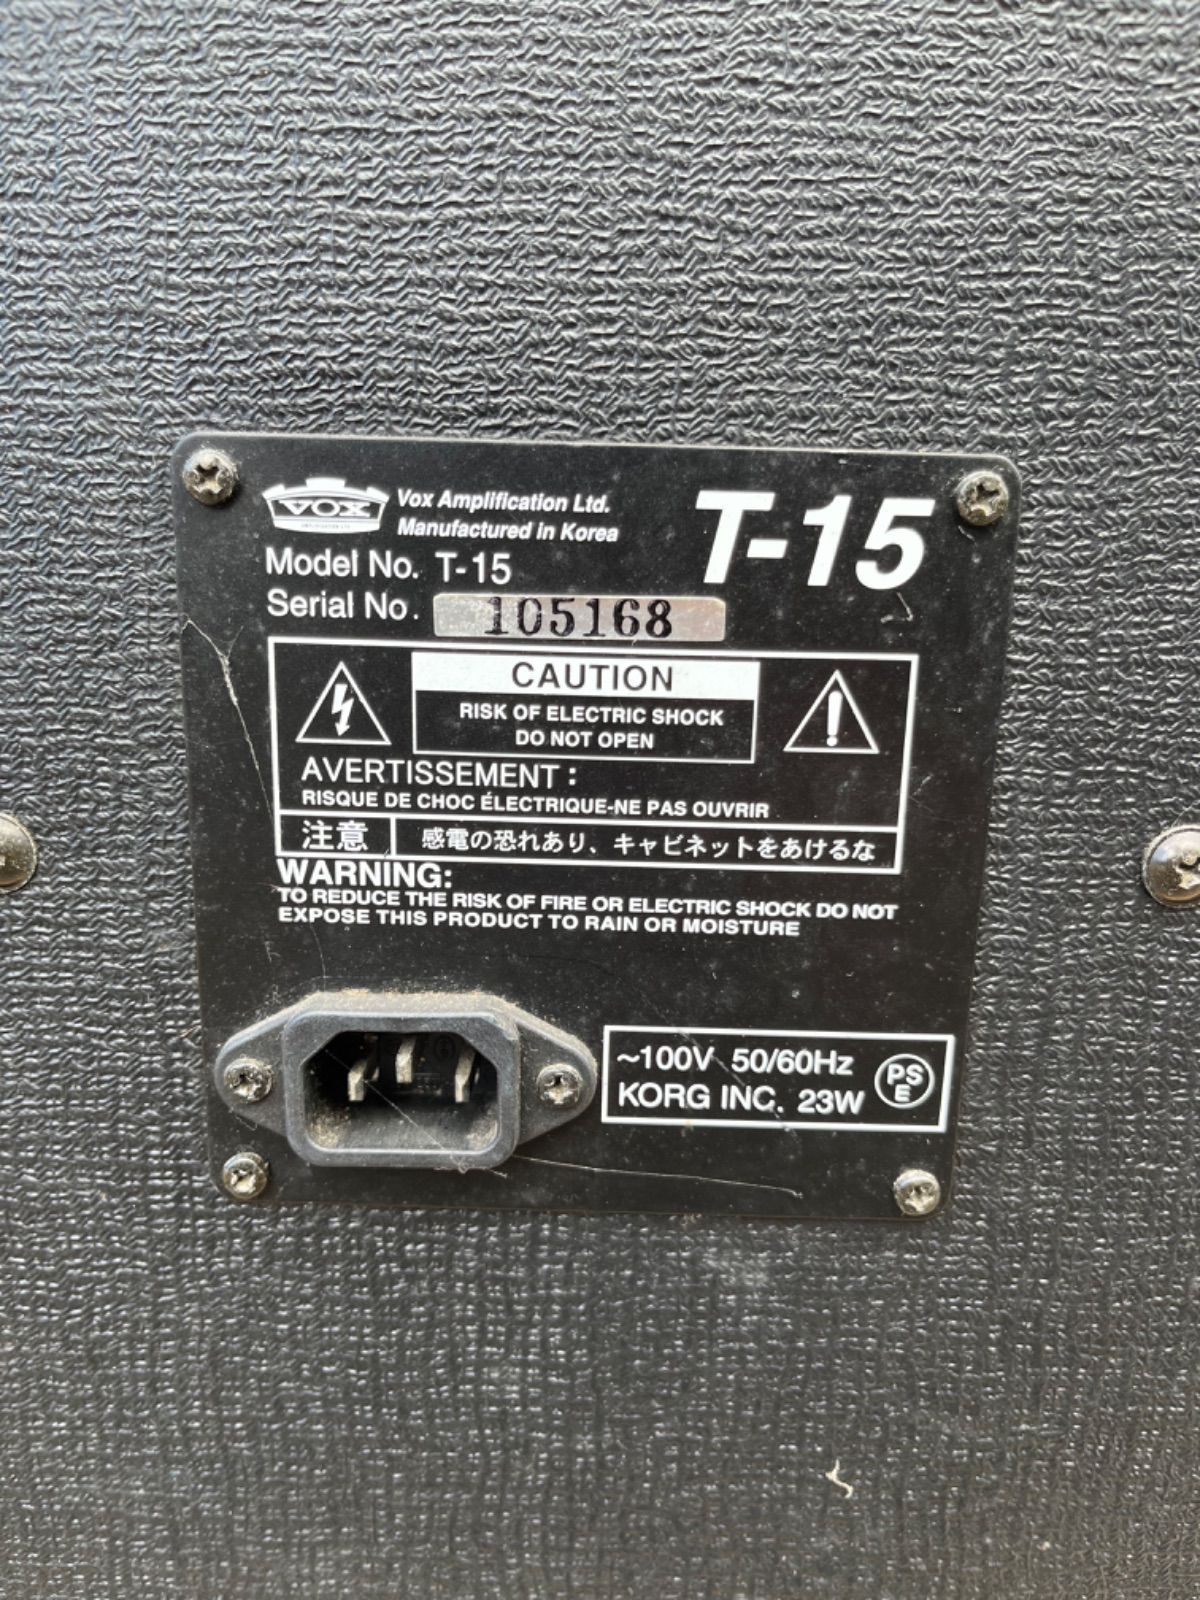 VOX
Vox Amplification Ltd.
Manufactured in Korea
T-15
Model No. T-15
Serial No. 105168
CAUTION
RISK OF ELECTRIC SHOCK
DO NOT OPEN
AVERTISSEMENT :
RISQUE DE CHOC ÉLECTRIQUE-NE PAS OUVRIR
注意 感電の恐れあり、キャビネットをあけるな
WARNING:
TO REDUCE THE RISK OF FIRE OR ELECTRIC SHOCK DO NOT
EXPOSE THIS PRODUCT TO RAIN OR MOISTURE
~100V 50/60Hz
KORG INC. 23W
PS
E